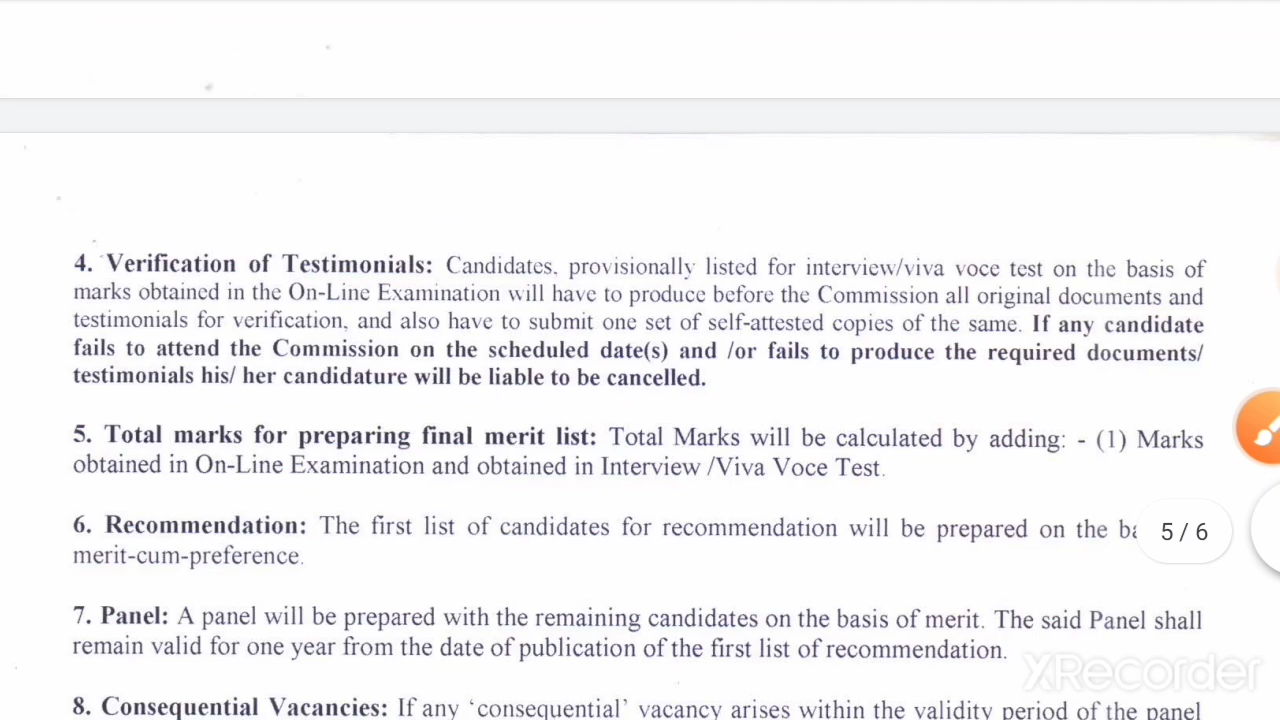 4. Verification of Testimonials: Candidates, provisionally listed for interview/viva voce test on the basis of
marks obtained in the On-Line Examination will have to produce before the Commission all original documents and
testimonials for verification, and also have to submit one set of self-attested copies of the same. If any candidate
fails to attend the Commission on the scheduled date(s) and /or fails to produce the required documents/
testimonials his/ her candidature will be liable to be cancelled.
5. Total marks for preparing final merit list: Total Marks will be calculated by adding: - (1) Marks
obtained in On-Line Examination and obtained in Interview /Viva Voce Test.
6. Recommendation: The first list of candidates for recommendation will be prepared on the
5 / 6
merit-cum-preference.
7. Panel: A panel will be prepared with the remaining candidates on the basis of merit. The said Panel shall
remain valid for one year from the date of publication of the first list of recommendation.
XRecorder
8. Consequential Vacancies: If any ‘consequential’ vacancy arises within the validity period of the panel